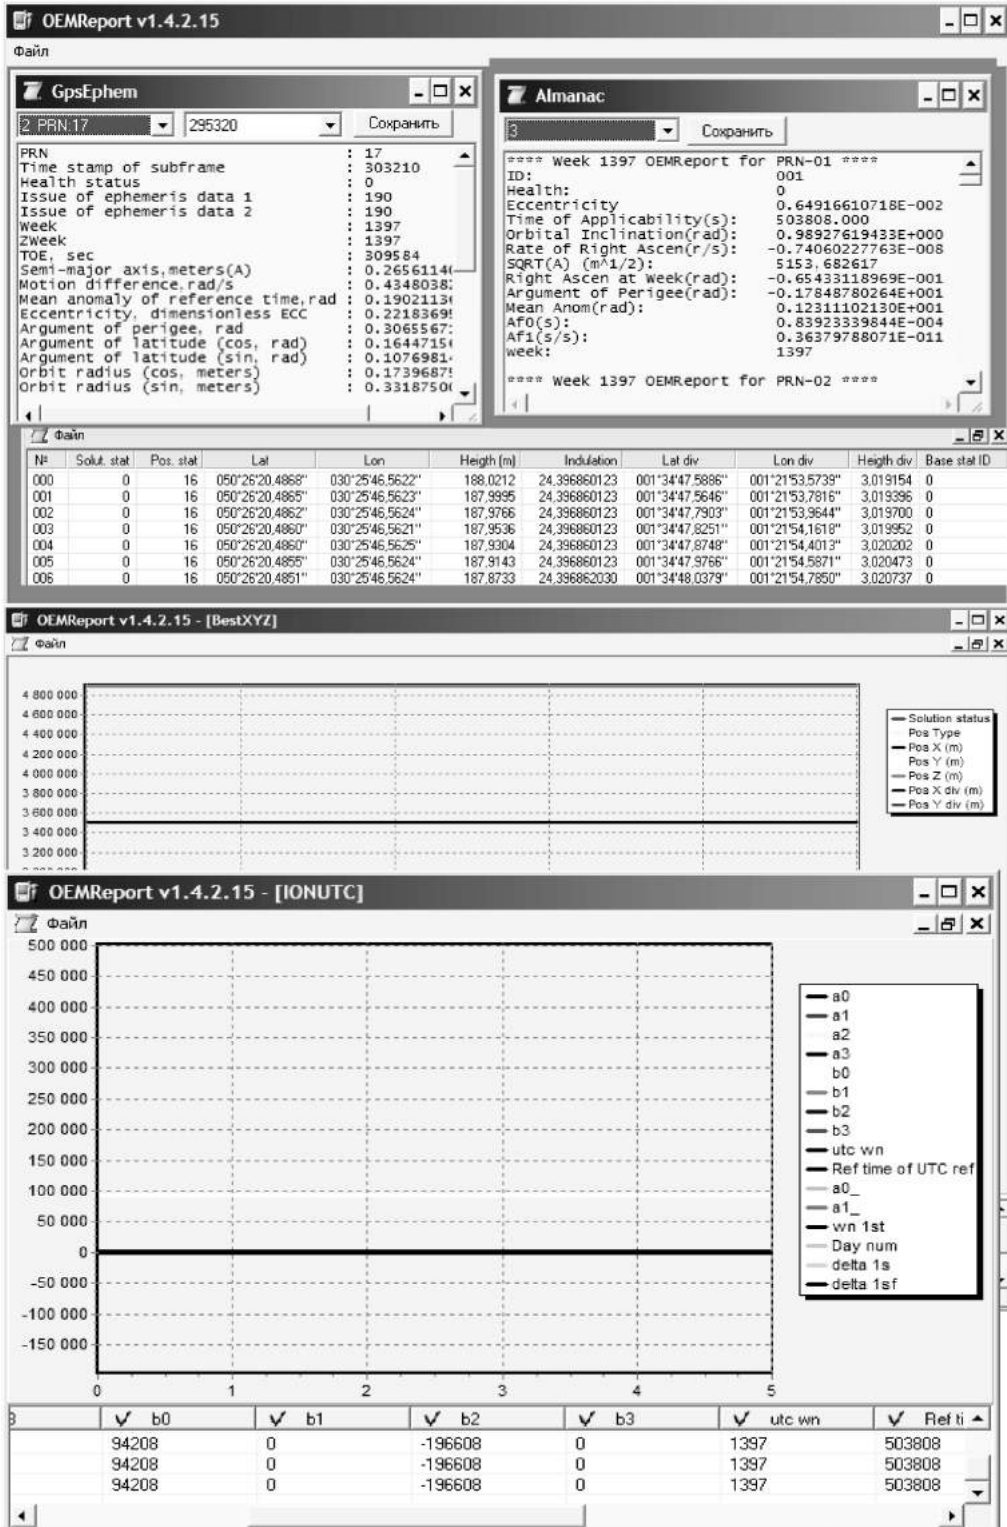 OEMReport v1.4.2.15
Файл
GpsEphem
2 PRN:17 295320 Сохранить
PRN : 17
Time stamp of subframe : 303210
Health status : 0
Issue of ephemeris data 1 : 190
Issue of ephemeris data 2 : 190
Week : 1397
ZWeek : 1397
TOE, sec : 309584
Semi-major axis,meters(A) : 0.2656114
Motion difference,rad/s : 0.4348038
Mean anomaly of reference time,rad : 0.1902113
Eccentricity, dimensionless ECC : 0.2218369
Argument of perigee, rad : 0.3065567
Argument of latitude (cos, rad) : 0.1644715
Argument of latitude (sin, rad) : 0.1076981
Orbit radius (cos, meters) : 0.1739687
Orbit radius (sin, meters) : 0.3318750
Almanac
3 Сохранить
**** Week 1397 OEMReport for PRN-01 ****
ID: 001
Health: 0
Eccentricity 0.64916610718E-002
Time of Applicability(s): 503808.000
Orbital Inclination(rad): 0.98927619433E+000
Rate of Right Ascen(r/s): -0.74060227763E-008
SQRT(A) (m^1/2): 5153,682617
Right Ascen at Week(rad): -0.65433118969E-001
Argument of Perigee(rad): -0.17848780264E+001
Mean Anom(rad): 0.12311102130E+001
Af0(s): 0.83923339844E-004
Af1(s/s): 0.36379788071E-011
week: 1397
**** Week 1397 OEMReport for PRN-02 ****
Файл
№ Solut. stat Pos. stat Lat Lon Heigth (m) Indulation Lat div Lon div Heigth div Base stat ID
000 0 16 050°26'20,4868'' 030°25'46,5622'' 188,0212 24,396860123 001°34'47,5886'' 001°21'53,5739'' 3,019154 0
001 0 16 050°26'20,4865'' 030°25'46,5623'' 187,9995 24,396860123 001°34'47,5646'' 001°21'53,7816'' 3,019396 0
002 0 16 050°26'20,4862'' 030°25'46,5624'' 187,9766 24,396860123 001°34'47,7903'' 001°21'53,9644'' 3,019700 0
003 0 16 050°26'20,4860'' 030°25'46,5621'' 187,9536 24,396860123 001°34'47,8251'' 001°21'54,1618'' 3,019952 0
004 0 16 050°26'20,4860'' 030°25'46,5625'' 187,9304 24,396860123 001°34'47,8748'' 001°21'54,4013'' 3,020202 0
005 0 16 050°26'20,4855'' 030°25'46,5624'' 187,9143 24,396860123 001°34'47,9766'' 001°21'54,5871'' 3,020473 0
006 0 16 050°26'20,4851'' 030°25'46,5624'' 187,8733 24,396862030 001°34'48,0379'' 001°21'54,7850'' 3,020737 0
OEMReport v1.4.2.15 - [BestXYZ]
Файл
4 800 000
4 600 000
4 400 000
4 200 000
4 000 000
3 800 000
3 600 000
3 400 000
3 200 000
Solution status
Pos Type
Pos X (m)
Pos Y (m)
Pos Z (m)
Pos X div (m)
Pos Y div (m)
OEMReport v1.4.2.15 - [IONUTC]
Файл
500 000
450 000
400 000
350 000
300 000
250 000
200 000
150 000
100 000
50 000
0
-50 000
-100 000
-150 000
0 1 2 3 4 5
a0
a1
a2
a3
b0
b1
b2
b3
utc wn
Ref time of UTC ref
a0_
a1_
wn 1st
Day num
delta 1s
delta 1sf
b0 b1 b2 b3 utc wn Ref ti
94208 0 -196608 0 1397 503808
94208 0 -196608 0 1397 503808
94208 0 -196608 0 1397 503808